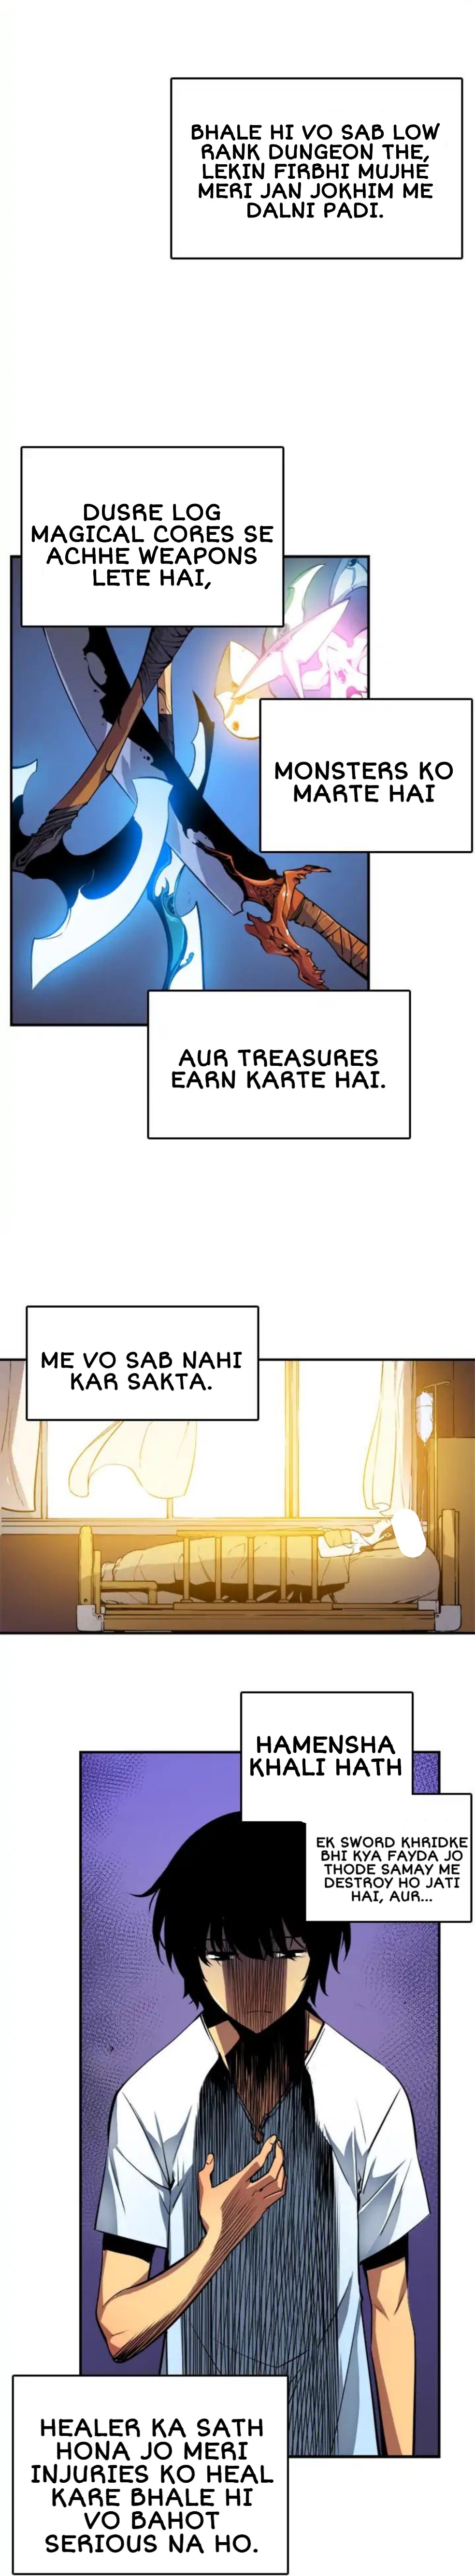 BHALE HI VO SAB LOW
RANK DUNGEON THE,
LEKIN FIRBHI MUJHE
MERI JAN JOKHIM ME
DALNI PADI.
DUSRE LOG
MAGICAL CORES SE
ACHHE WEAPONS
LETE HAI,
MONSTERS KO
MARTE HAI
AUR TREASURES
EARN KARTE HAI.
ME VO SAB NAHI
KAR SAKTA.
HAMENSHA
KHALI HATH
EK SWORD KHRIDKE
BHI KYA FAYDA JO
THODE SAMAY ME
DESTROY HO JATI
HAI, AUR...
HEALER KA SATH
HONA JO MERI
INJURIES KO HEAL
KARE BHALE HI
VO BAHOT
SERIOUS NA HO.